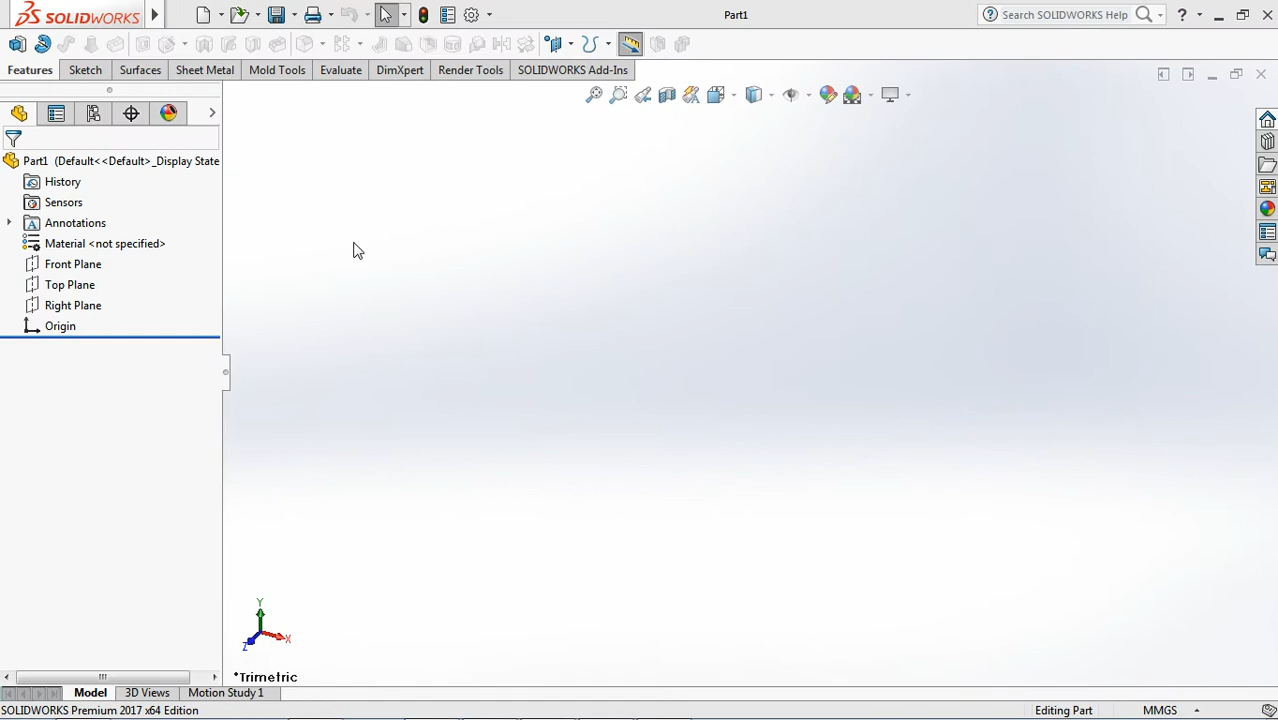 SOLIDWORKS
Part1
Search SOLIDWORKS Help
?
Features Sketch Surfaces Sheet Metal Mold Tools Evaluate DimXpert Render Tools SOLIDWORKS Add-Ins
Part1 (Default<<Default>_Display State
History
Sensors
Annotations
Material <not specified>
Front Plane
Top Plane
Right Plane
Origin
Y
X
Z
*Trimetric
Model 3D Views Motion Study 1
SOLIDWORKS Premium 2017 x64 Edition
Editing Part
MMGS